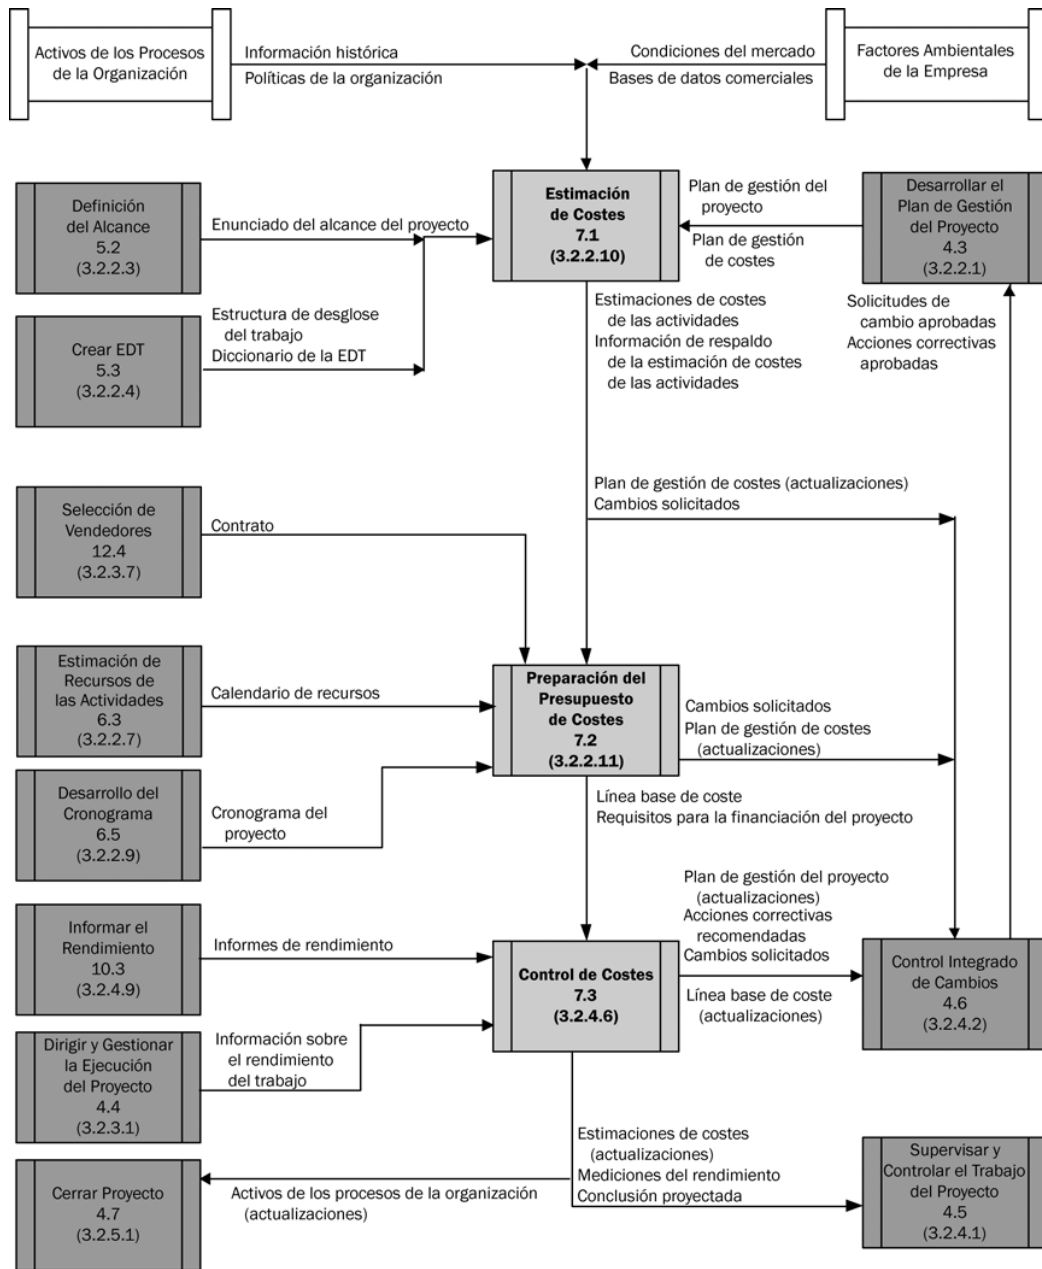 Activos de los Procesos
de la Organización
Información histórica
Políticas de la organización
Condiciones del mercado
Bases de datos comerciales
Factores Ambientales
de la Empresa
Definición
del Alcance
5.2
(3.2.2.3)
Enunciado del alcance del proyecto
Estimación
de Costes
7.1
(3.2.2.10)
Plan de gestión del
proyecto
Plan de gestión
de costes
Desarrollar el
Plan de Gestión
del Proyecto
4.3
(3.2.2.1)
Crear EDT
5.3
(3.2.2.4)
Estructura de desglose
del trabajo
Diccionario de la EDT
Estimaciones de costes
de las actividades
Información de respaldo
de la estimación de costes
de las actividades
Solicitudes de
cambio aprobadas
Acciones correctivas
aprobadas
Selección de
Vendedores
12.4
(3.2.3.7)
Contrato
Plan de gestión de costes (actualizaciones)
Cambios solicitados
Estimación de
Recursos de
las Actividades
6.3
(3.2.2.7)
Calendario de recursos
Preparación del
Presupuesto
de Costes
7.2
(3.2.2.11)
Cambios solicitados
Plan de gestión de costes
(actualizaciones)
Desarrollo del
Cronograma
6.5
(3.2.2.9)
Cronograma del
proyecto
Línea base de coste
Requisitos para la financiación del proyecto
Informar el
Rendimiento
10.3
(3.2.4.9)
Informes de rendimiento
Control de Costes
7.3
(3.2.4.6)
Plan de gestión del proyecto
(actualizaciones)
Acciones correctivas
recomendadas
Cambios solicitados
Línea base de coste
(actualizaciones)
Control Integrado
de Cambios
4.6
(3.2.4.2)
Dirigir y Gestionar
la Ejecución
del Proyecto
4.4
(3.2.3.1)
Información sobre
el rendimiento
del trabajo
Estimaciones de costes
(actualizaciones)
Mediciones del rendimiento
Conclusión proyectada
Supervisar y
Controlar el Trabajo
del Proyecto
4.5
(3.2.4.1)
Cerrar Proyecto
4.7
(3.2.5.1)
Activos de los procesos de la organización
(actualizaciones)